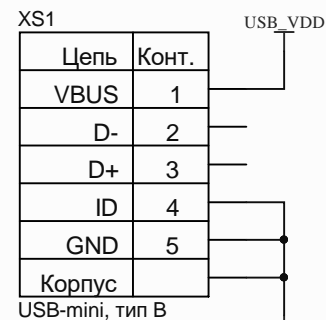 XS1
USB_VDD
Цепь Конт.
VBUS 1
D- 2
D+ 3
ID 4
GND 5
Корпус
USB-mini, тип B